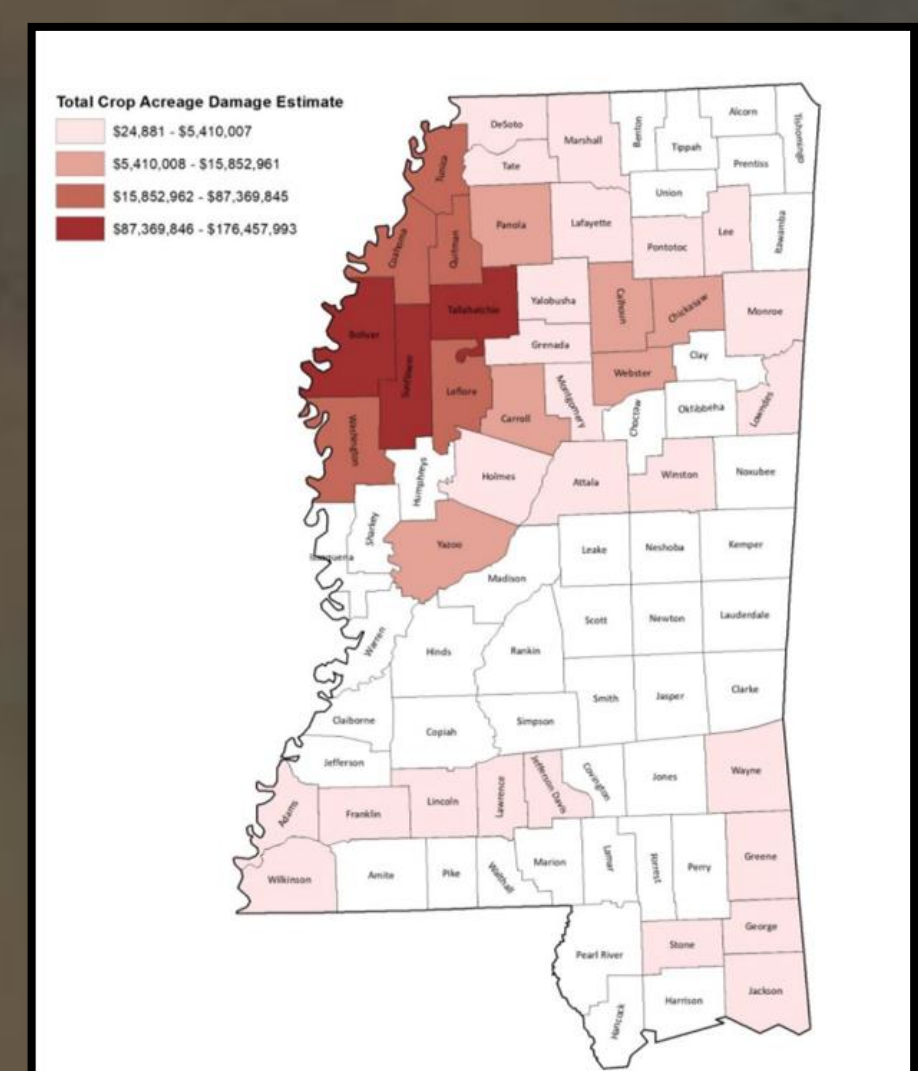 Total Crop Acreage Damage Estimate
$24,881 - $5,410,007
$5,410,008 - $15,852,961
$15,852,962 - $87,369,845
$87,369,846 - $176,457,993
DeSoto
Marshall
Benton
Tippah
Alcorn
Tishomingo
Prentiss
Tunica
Tate
Union
Panola
Lafayette
Pontotoc
Lee
Itawamba
Coahoma
Quitman
Bolivar
Tallahatchie
Yalobusha
Calhoun
Chickasaw
Monroe
Grenada
Clay
Sunflower
Leflore
Webster
Washington
Carroll
Montgomery
Choctaw
Oktibbeha
Lowndes
Humphreys
Holmes
Attala
Winston
Noxubee
Sharkey
Yazoo
Leake
Neshoba
Kemper
Madison
Warren
Hinds
Rankin
Scott
Newton
Lauderdale
Smith
Jasper
Clarke
Claiborne
Copiah
Simpson
Jefferson
Covington
Jones
Wayne
Adams
Franklin
Lincoln
Lawrence
Jefferson Davis
Wilkinson
Amite
Pike
Walthall
Marion
Lamar
Forrest
Perry
Greene
Pearl River
Stone
George
Hancock
Harrison
Jackson